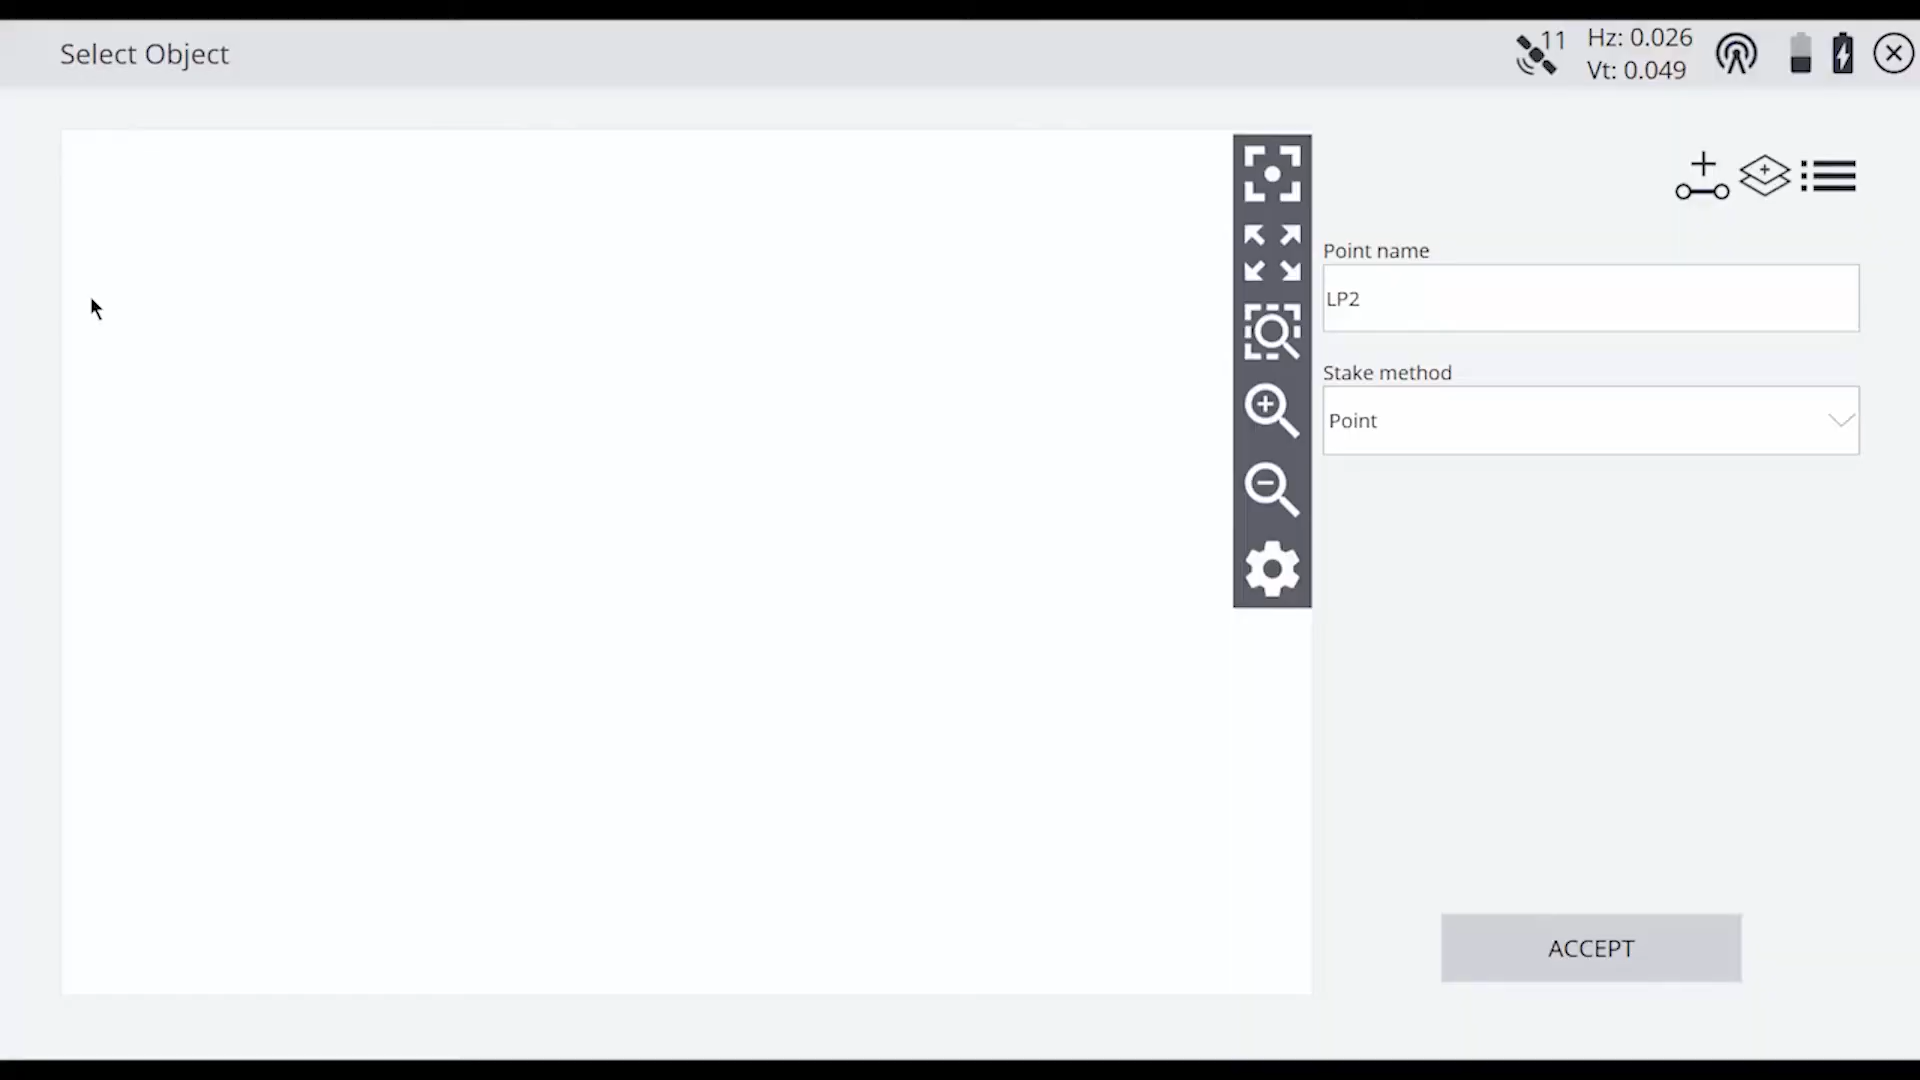 Select Object
11
Hz: 0.026
Vt: 0.049
Point name
LP2
Stake method
Point
ACCEPT